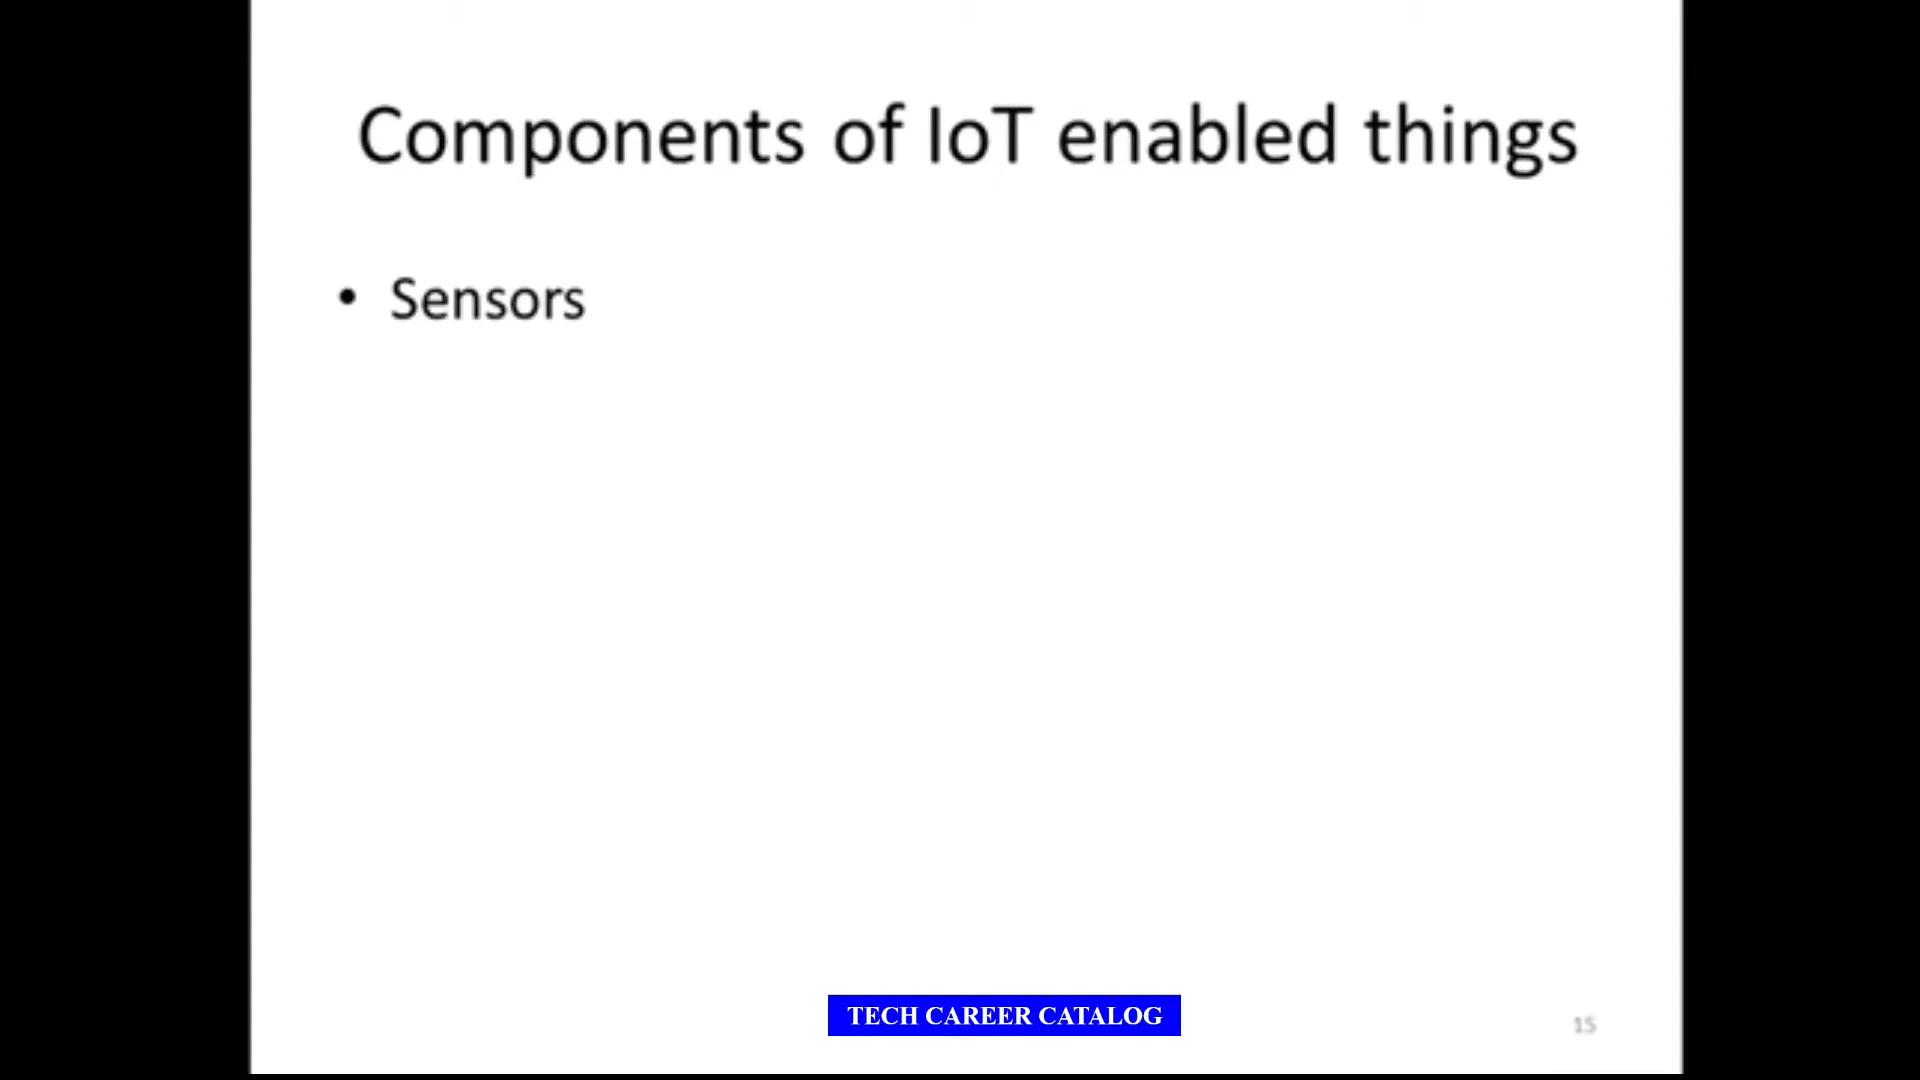 Components of IoT enabled things
• Sensors
TECH CAREER CATALOG
15